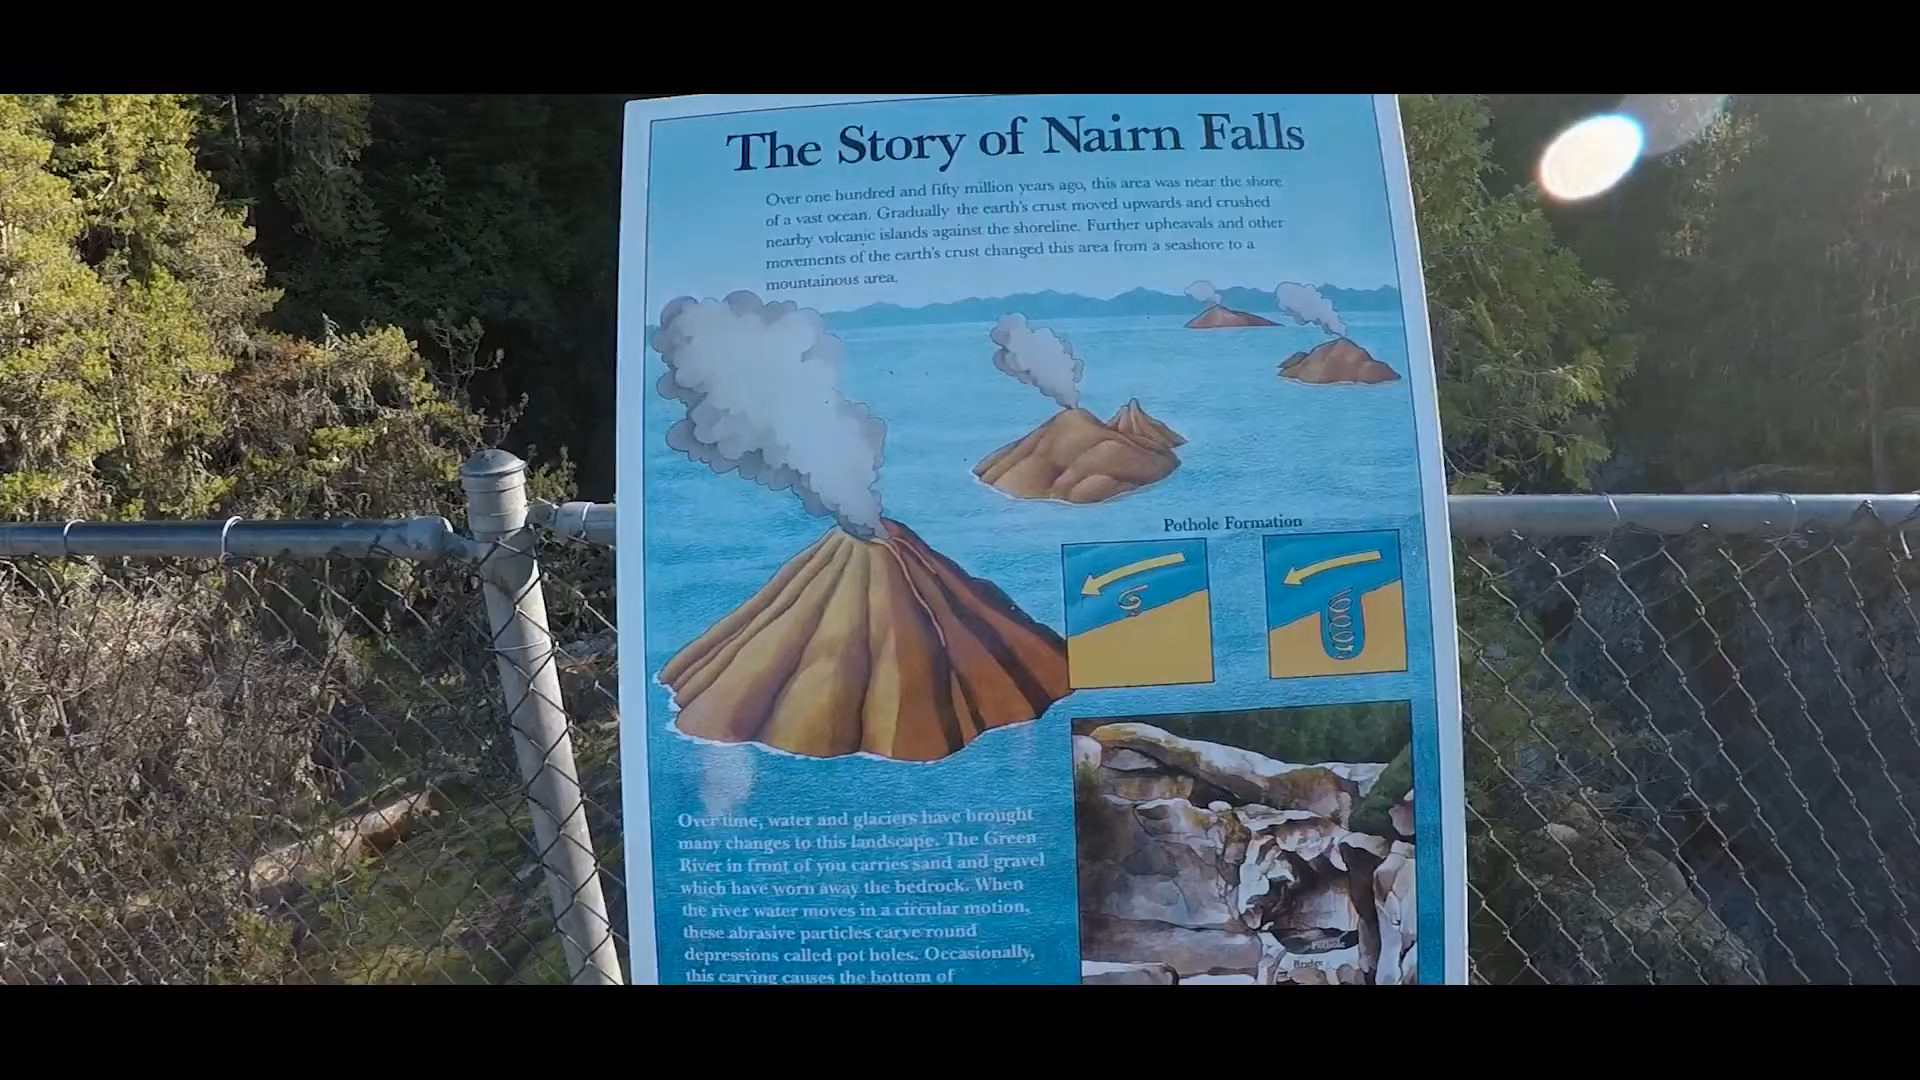 The Story of Nairn Falls
Over one hundred and fifty million years ago, this area was near the shore
of a vast ocean. Gradually the earth's crust moved upwards and crushed
nearby volcanic islands against the shoreline. Further upheavals and other
movements of the earth's crust changed this area from a seashore to a
mountainous area.
Pothole Formation
Over time, water and glaciers have brought
many changes to this landscape. The Green
River in front of you carries sand and gravel
which have worn away the bedrock. When
the river water moves in a circular motion,
these abrasive particles carve round
depressions called pot holes. Occasionally,
this carving causes the bottom of
Pothole
Bridge